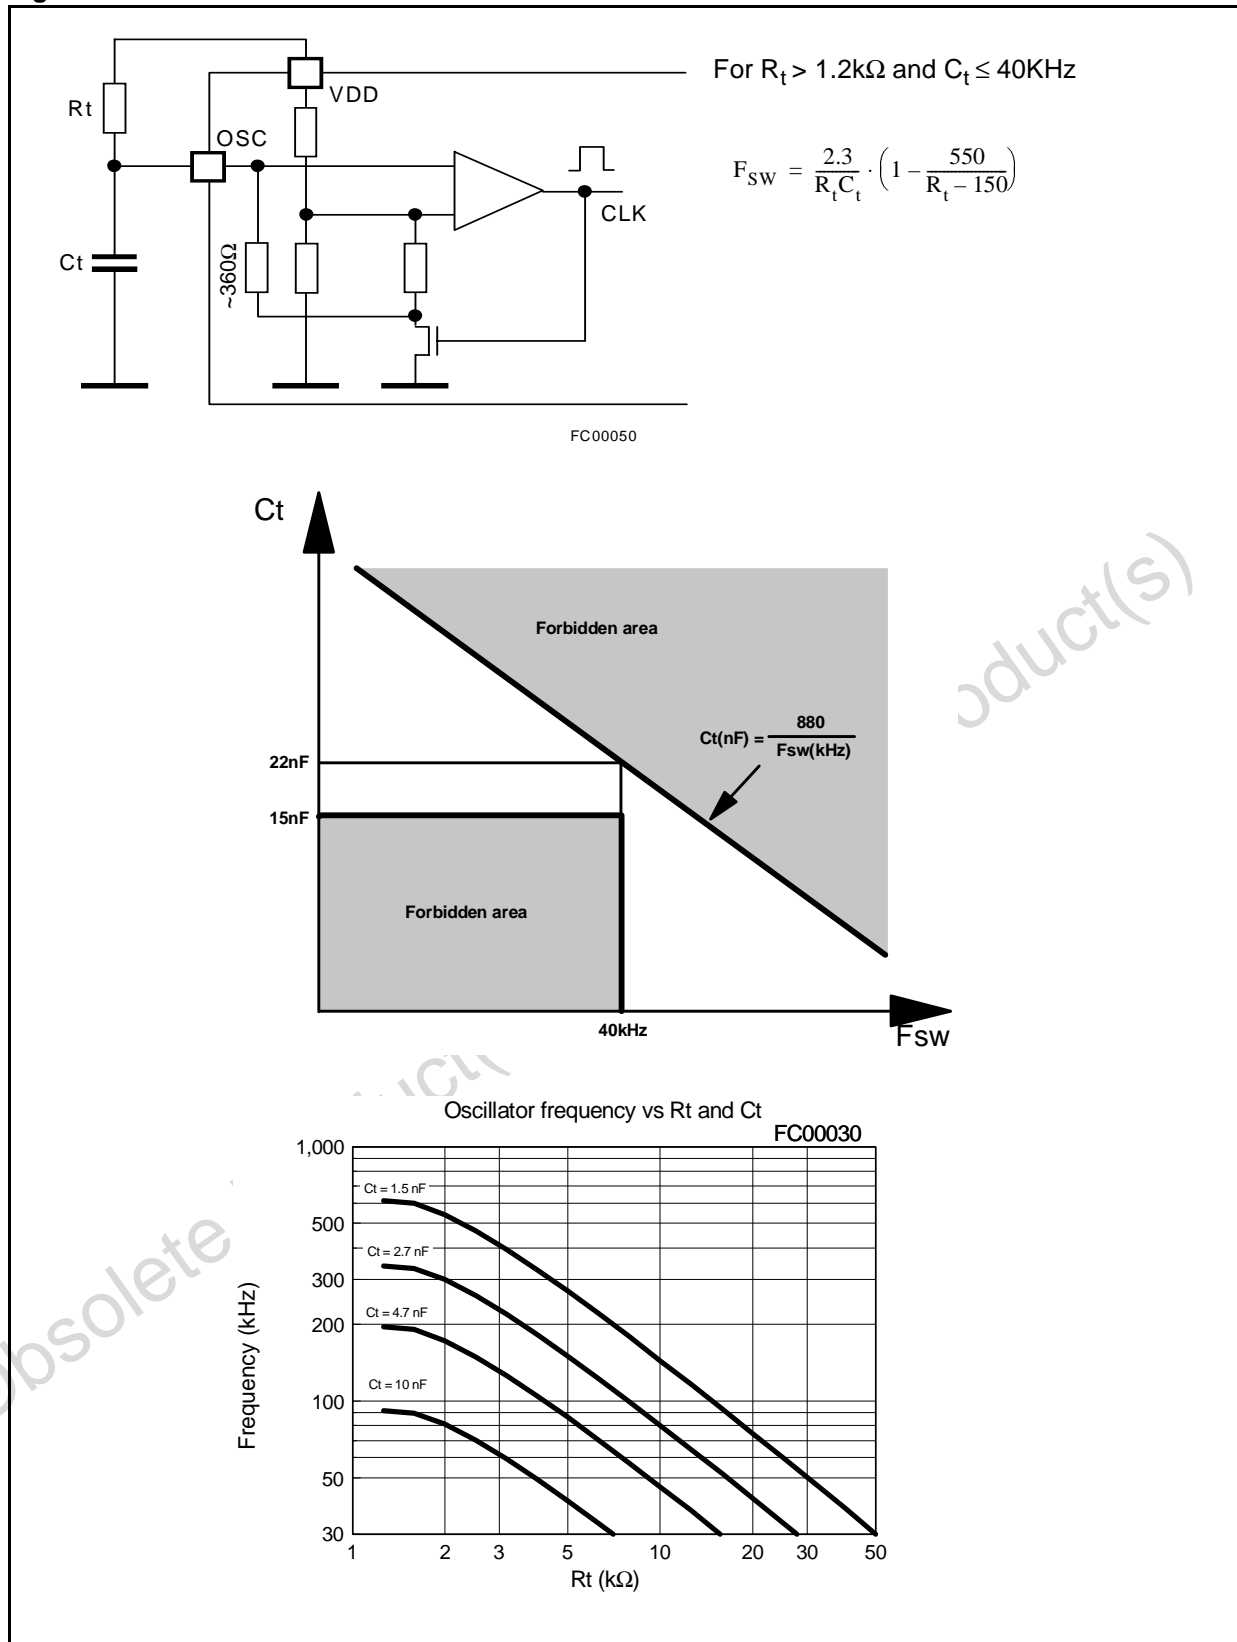 For Rt > 1.2kΩ and Ct ≤ 40KHz
VDD
Rt
OSC
FSW = 2.3 / RtCt · (1 − 550 / Rt − 150)
CLK
Ct
~360Ω
FC00050
Ct
Forbidden area
Ct(nF) = 880 / Fsw(kHz)
22nF
15nF
Forbidden area
40kHz
Fsw
oduct(s)
uct(
Obsolete
Oscillator frequency vs Rt and Ct
FC00030
1,000
Ct = 1.5 nF
500
Ct = 2.7 nF
300
Ct = 4.7 nF
200
Ct = 10 nF
100
50
30
Frequency (kHz)
1 2 3 5 10 20 30 50
Rt (kΩ)